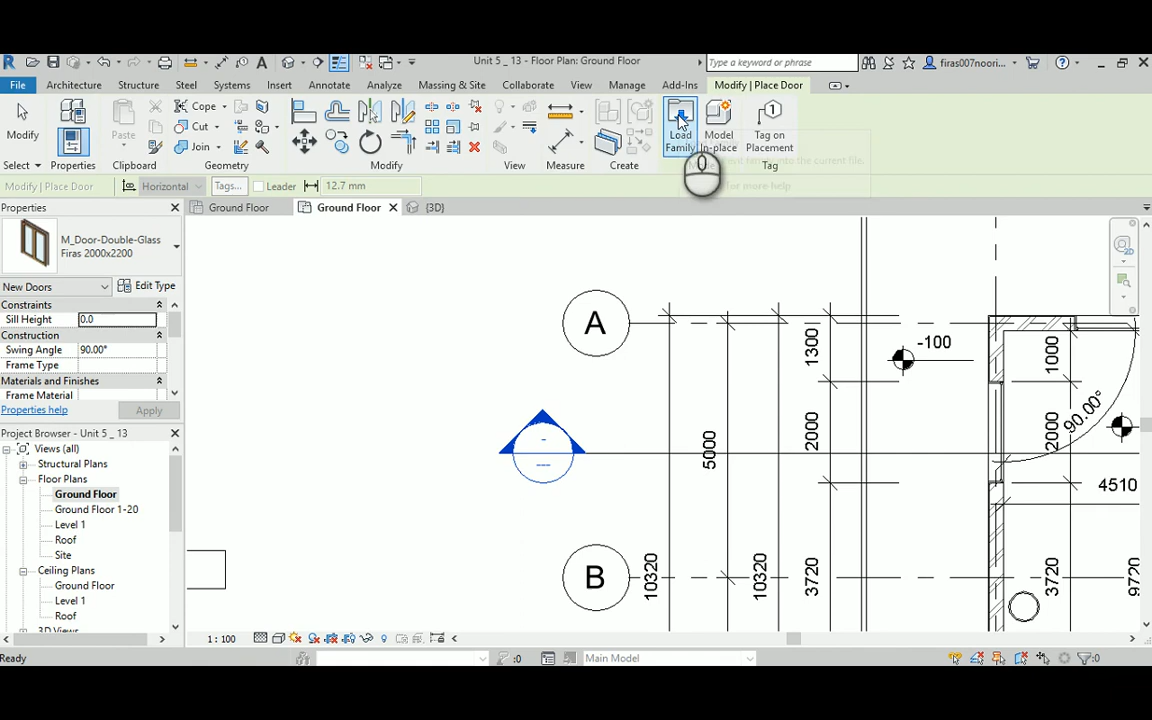 Unit 5 _ 13 - Floor Plan: Ground Floor
Type a keyword or phrase
firas007noori...
File Architecture Structure Steel Systems Insert Annotate Analyze Massing & Site Collaborate View Manage Add-Ins Modify | Place Door
Modify
Properties
Paste
Cope
Cut
Join
Load Family
Model In-place
Tag on Placement
Select
Clipboard
Geometry
Modify
View
Measure
Create
Tag
Modify | Place Door
Horizontal
Tags...
Leader
12.7 mm
Properties
Ground Floor
Ground Floor
{3D}
M_Door-Double-Glass
Firas 2000x2200
New Doors
Edit Type
Constraints
Sill Height 0.0
Construction
Swing Angle 90.00°
Frame Type
Materials and Finishes
Frame Material
Properties help
Apply
Project Browser - Unit 5 _ 13
Views (all)
Structural Plans
Floor Plans
Ground Floor
Ground Floor 1-20
Level 1
Roof
Site
Ceiling Plans
Ground Floor
Level 1
Roof
A
B
-100
1300
1000
2000
2000
90.00°
5000
4510
10320
10320
3720
3720
9720
1 : 100
Ready
:0
Main Model
:0